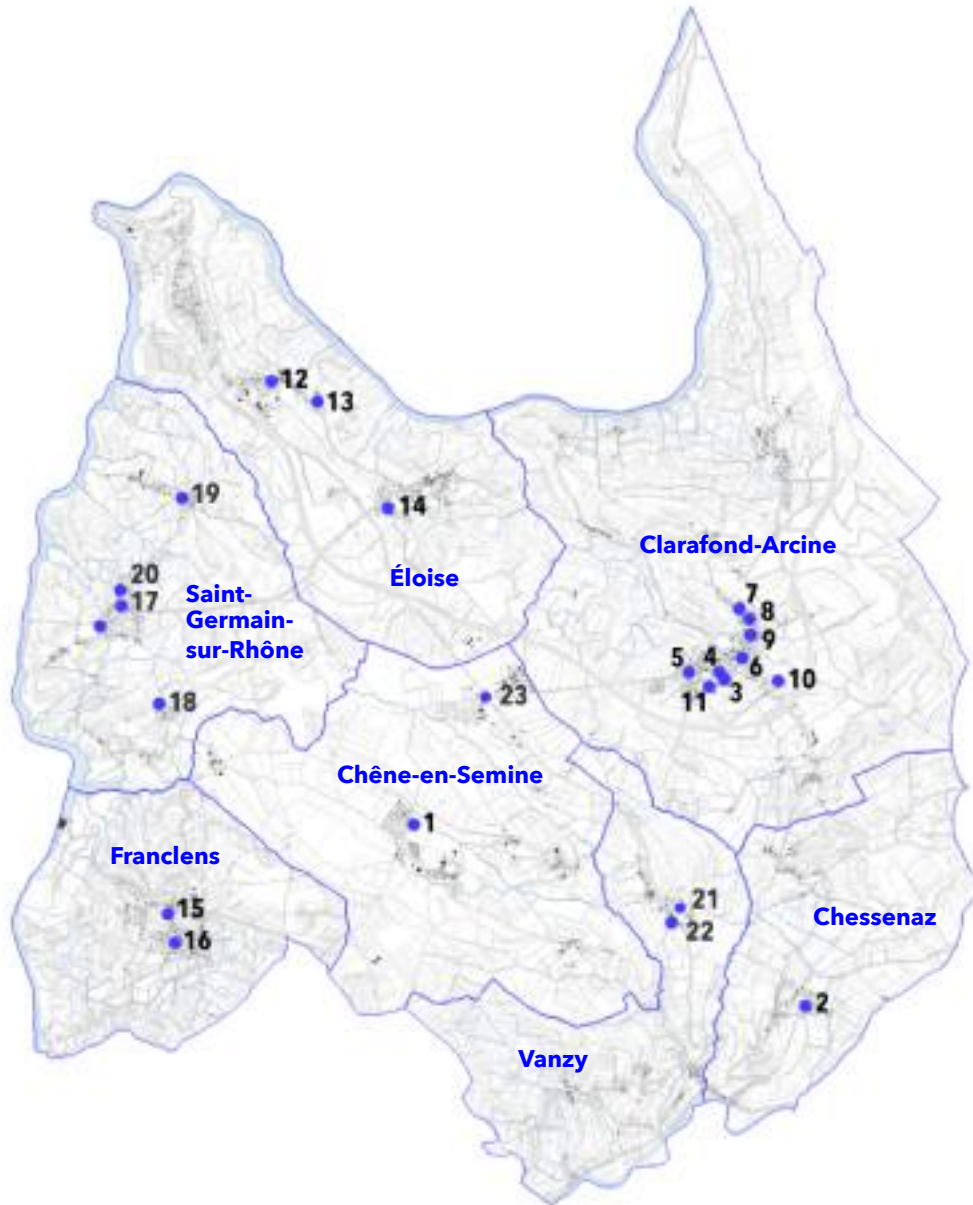 12
13
19
14
Clarafond-Arcine
Éloise
20
17
Saint-
Germain-
sur-Rhône
7
8
9
6
5
4
3
10
11
18
23
Chêne-en-Semine
1
Franclens
15
16
21
22
Chessenaz
2
Vanzy